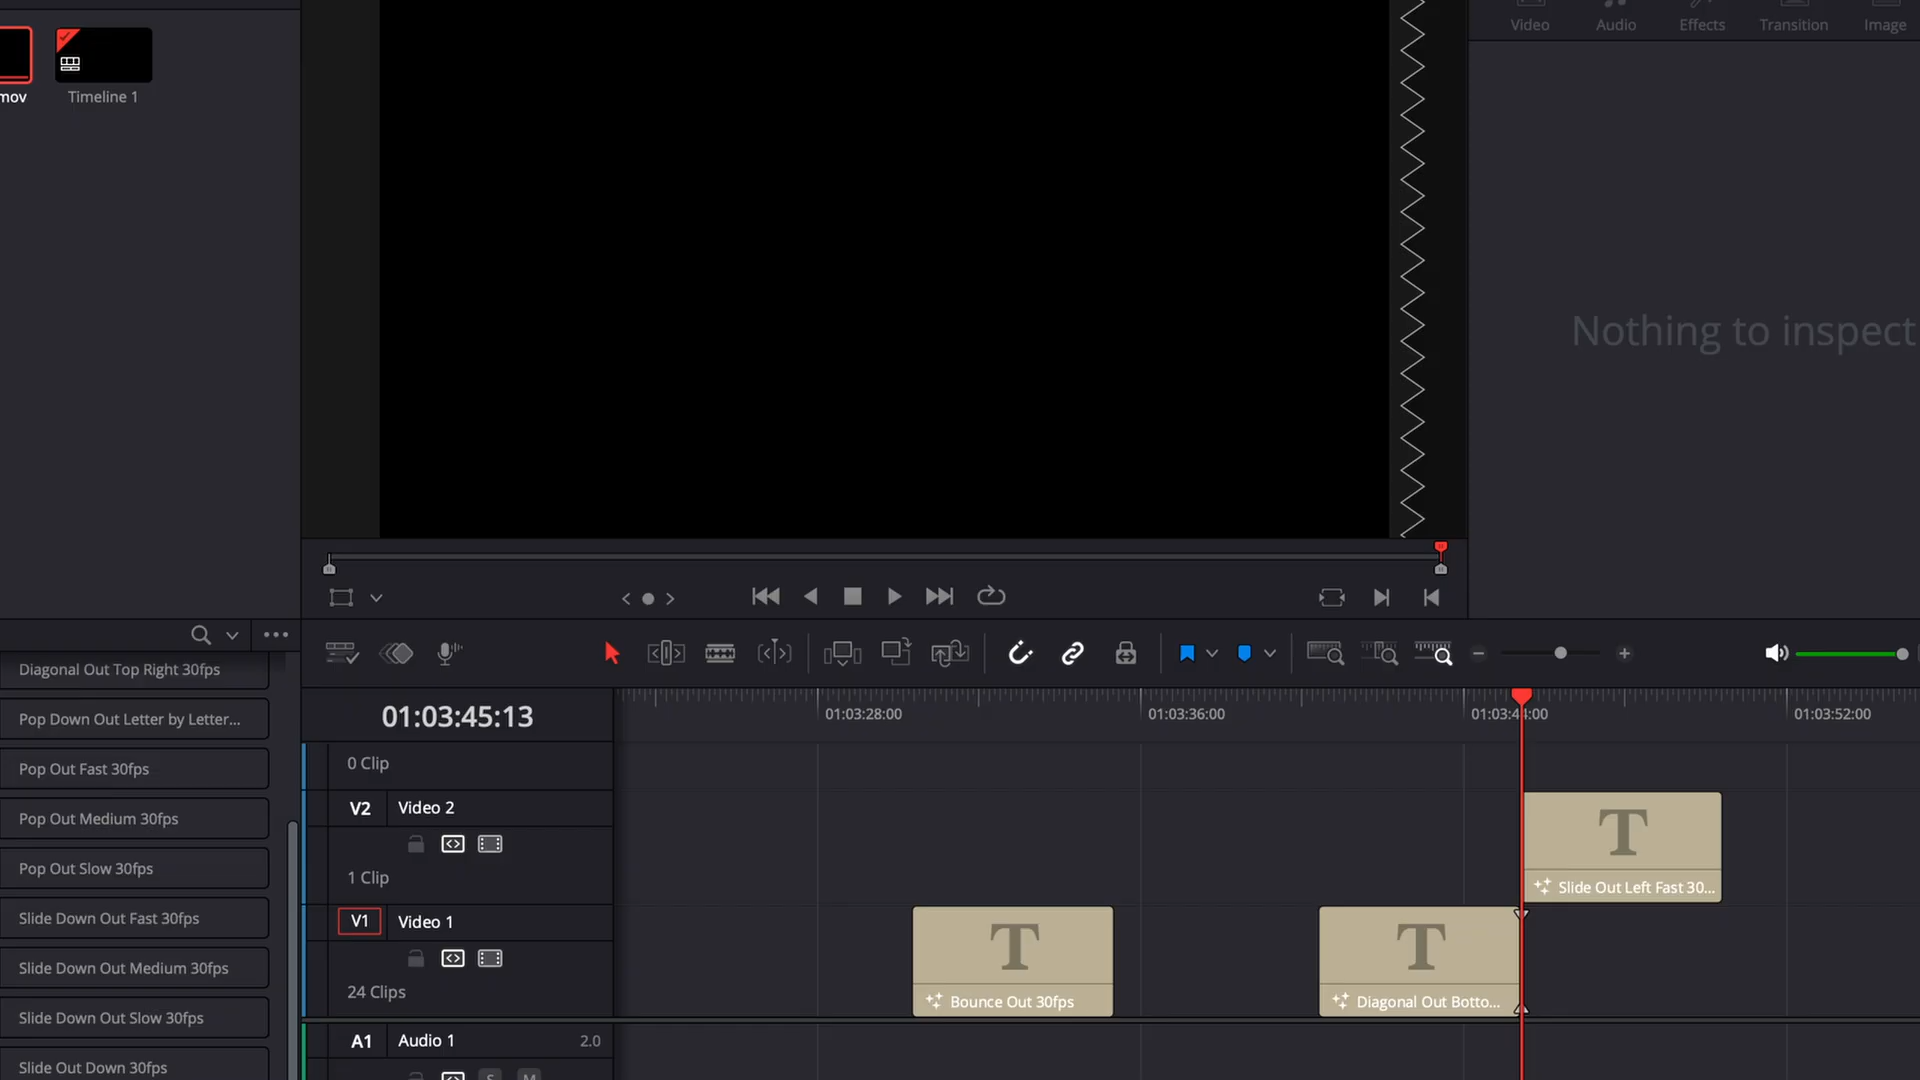 Video
Audio
Effects
Transition
Image
mov
Timeline 1
Nothing to inspect
Diagonal Out Top Right 30fps
Pop Down Out Letter by Letter...
Pop Out Fast 30fps
Pop Out Medium 30fps
Pop Out Slow 30fps
Slide Down Out Fast 30fps
Slide Down Out Medium 30fps
Slide Down Out Slow 30fps
Slide Out Down 30fps
01:03:45:13
01:03:28:00
01:03:36:00
01:03:44:00
01:03:52:00
0 Clip
V2 Video 2
1 Clip
T
Slide Out Left Fast 30...
V1 Video 1
24 Clips
T
Bounce Out 30fps
T
Diagonal Out Botto...
A1 Audio 1 2.0
S M